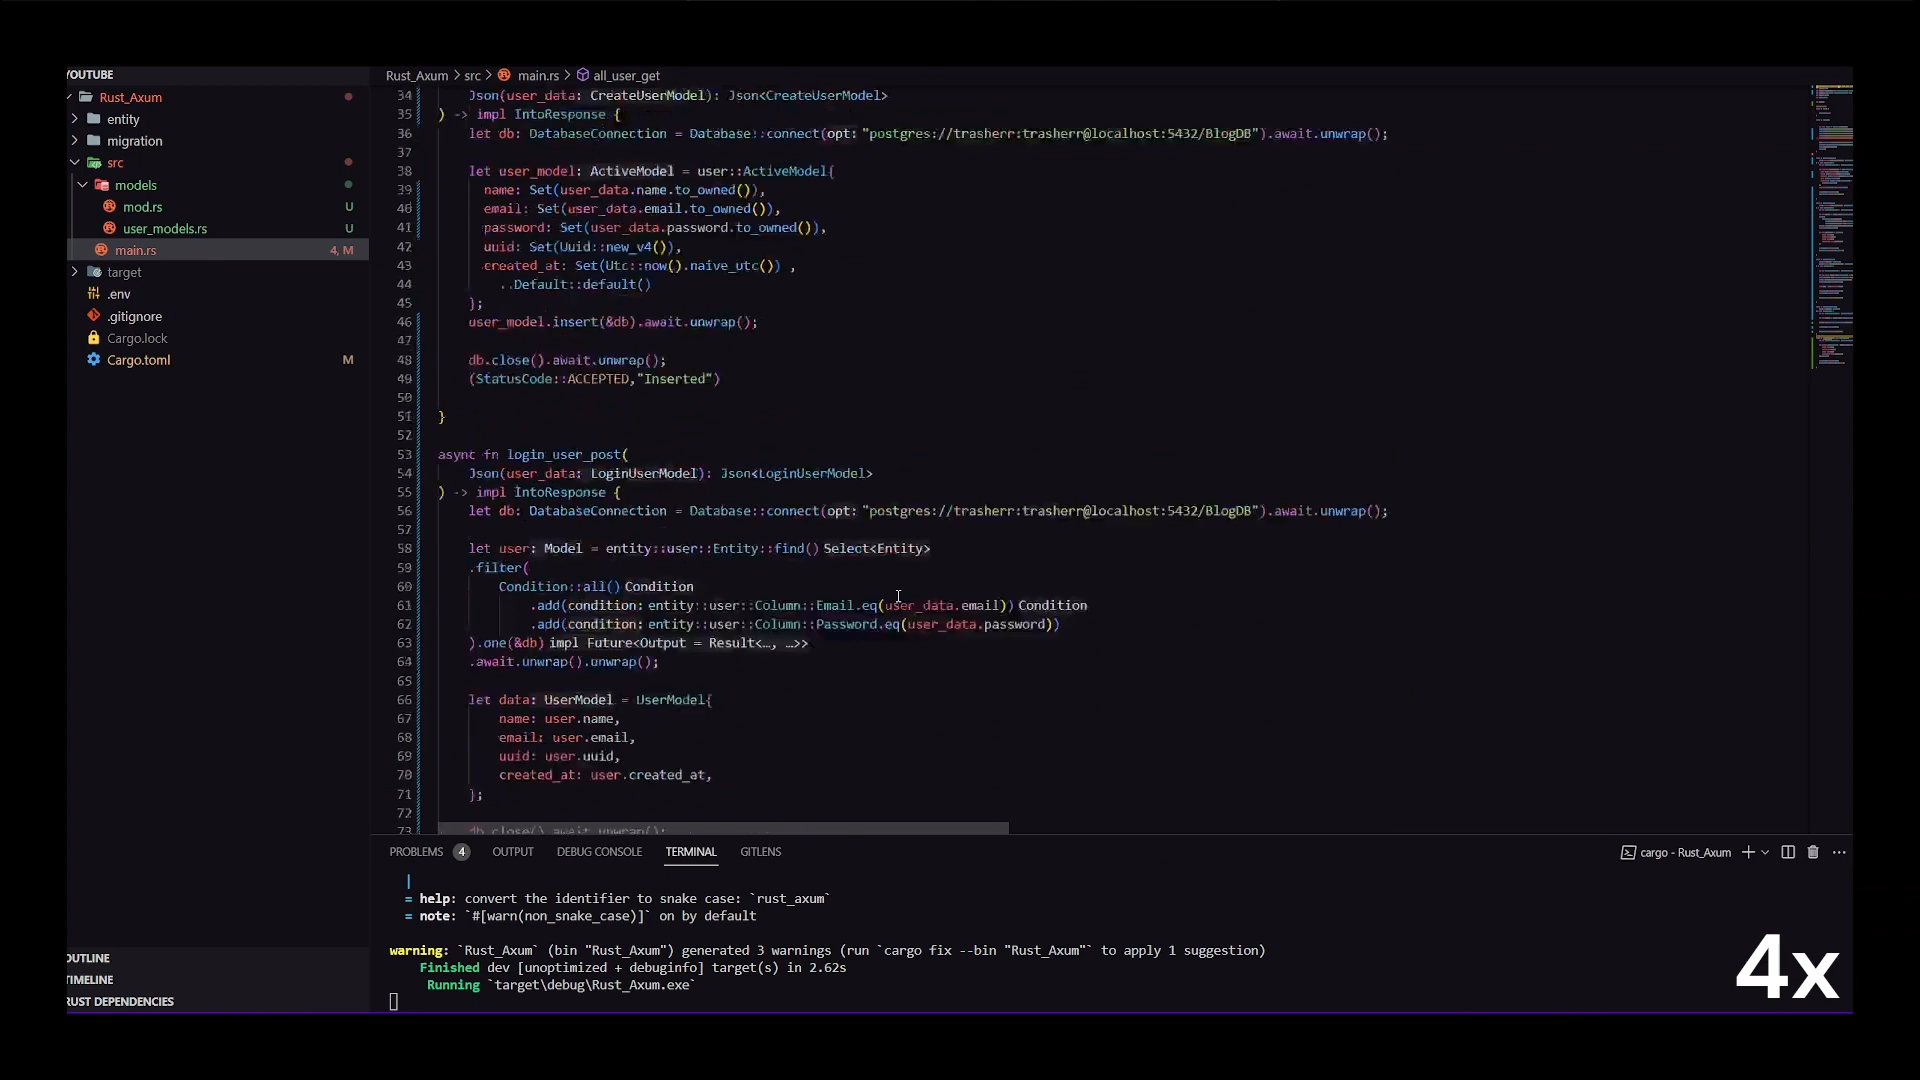 YOUTUBE
Rust_Axum
entity
migration
src
models
mod.rs U
user_models.rs U
main.rs 4, M
target
.env
.gitignore
Cargo.lock
Cargo.toml M
OUTLINE
TIMELINE
RUST DEPENDENCIES
Rust_Axum > src > main.rs > all_user_get
34 Json(user_data: CreateUserModel): Json<CreateUserModel>
35 ) -> impl IntoResponse {
36 let db: DatabaseConnection = Database::connect(opt: "postgres://trasherr:trasherr@localhost:5432/BlogDB").await.unwrap();
37
38 let user_model: ActiveModel = user::ActiveModel{
39 name: Set(user_data.name.to_owned()),
40 email: Set(user_data.email.to_owned()),
41 password: Set(user_data.password.to_owned()),
42 uuid: Set(Uuid::new_v4()),
43 created_at: Set(Utc::now().naive_utc()) ,
44 ..Default::default()
45 };
46 user_model.insert(&db).await.unwrap();
47
48 db.close().await.unwrap();
49 (StatusCode::ACCEPTED,"Inserted")
50
51 }
52
53 async fn login_user_post(
54 Json(user_data: LoginUserModel): Json<LoginUserModel>
55 ) -> impl IntoResponse {
56 let db: DatabaseConnection = Database::connect(opt: "postgres://trasherr:trasherr@localhost:5432/BlogDB").await.unwrap();
57
58 let user: Model = entity::user::Entity::find() Select<Entity>
59 .filter(
60 Condition::all() Condition
61 .add(condition: entity::user::Column::Email.eq(user_data.email)) Condition
62 .add(condition: entity::user::Column::Password.eq(user_data.password))
63 ).one(&db) impl Future<Output = Result<…, …>>
64 .await.unwrap().unwrap();
65
66 let data: UserModel = UserModel{
67 name: user.name,
68 email: user.email,
69 uuid: user.uuid,
70 created_at: user.created_at,
71 };
72
73 db.close().await.unwrap();
PROBLEMS 4 OUTPUT DEBUG CONSOLE TERMINAL GITLENS cargo - Rust_Axum
|
= help: convert the identifier to snake case: `rust_axum`
= note: `#[warn(non_snake_case)]` on by default
warning: `Rust_Axum` (bin "Rust_Axum") generated 3 warnings (run `cargo fix --bin "Rust_Axum"` to apply 1 suggestion)
Finished dev [unoptimized + debuginfo] target(s) in 2.62s
Running `target\debug\Rust_Axum.exe`
4x